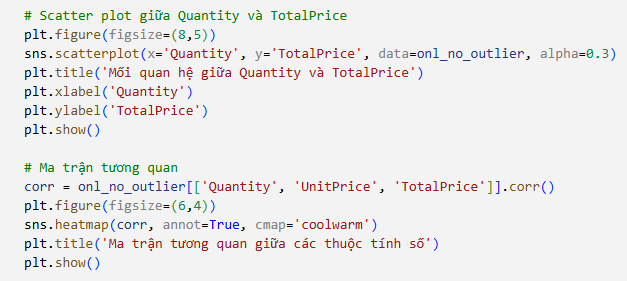 # Scatter plot giữa Quantity và TotalPrice
plt.figure(figsize=(8,5))
sns.scatterplot(x='Quantity', y='TotalPrice', data=onl_no_outlier, alpha=0.3)
plt.title('Mối quan hệ giữa Quantity và TotalPrice')
plt.xlabel('Quantity')
plt.ylabel('TotalPrice')
plt.show()

# Ma trận tương quan
corr = onl_no_outlier[['Quantity', 'UnitPrice', 'TotalPrice']].corr()
plt.figure(figsize=(6,4))
sns.heatmap(corr, annot=True, cmap='coolwarm')
plt.title('Ma trận tương quan giữa các thuộc tính số')
plt.show()